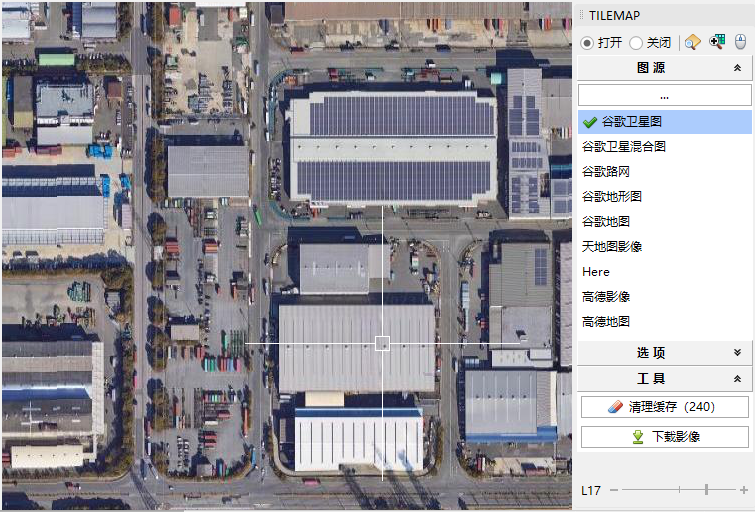 TILEMAP
打开 关闭
图 源
...
谷歌卫星图
谷歌卫星混合图
谷歌路网
谷歌地形图
谷歌地图
天地图影像
Here
高德影像
高德地图
选 项
工 具
清理缓存（240）
下载影像
L17